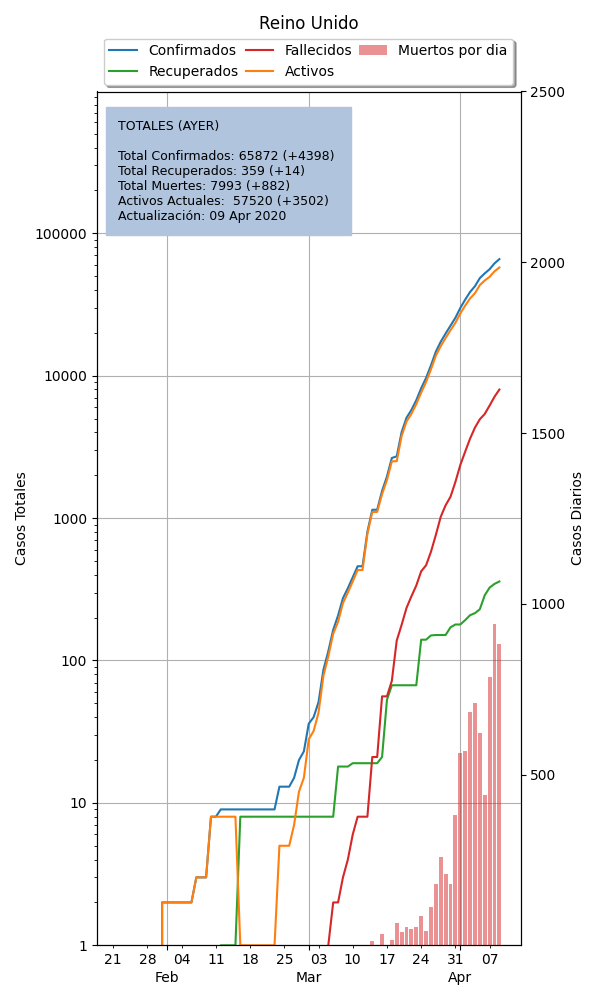 Reino Unido
Confirmados Fallecidos Muertos por dia
Recuperados Activos
TOTALES (AYER)
Total Confirmados: 65872 (+4398)
Total Recuperados: 359 (+14)
Total Muertes: 7993 (+882)
Activos Actuales:  57520 (+3502)
Actualización: 09 Apr 2020
Casos Totales
100000
10000
1000
100
10
1
2500
2000
1500
1000
500
Casos Diarios
21 28 04 11 18 25 03 10 17 24 31 07
Feb Mar Apr